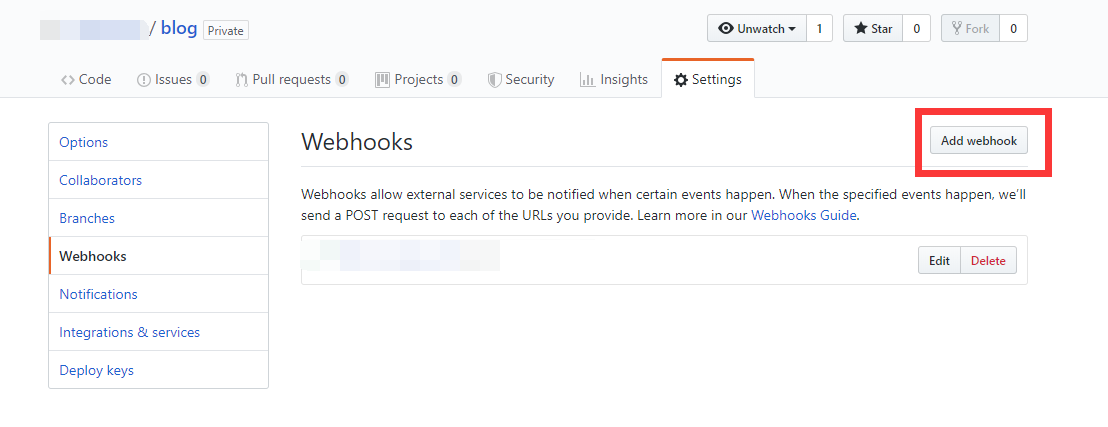 / blog Private Unwatch 1 Star 0 Fork 0
Code Issues 0 Pull requests 0 Projects 0 Security Insights Settings
Options
Collaborators
Branches
Webhooks
Notifications
Integrations & services
Deploy keys
Webhooks Add webhook
Webhooks allow external services to be notified when certain events happen. When the specified events happen, we'll
send a POST request to each of the URLs you provide. Learn more in our Webhooks Guide.
Edit Delete